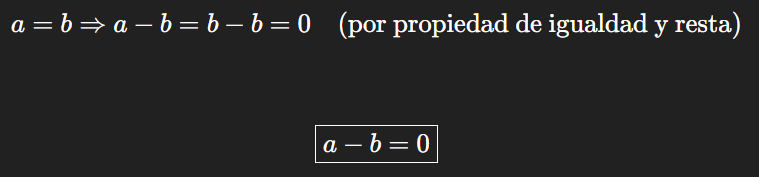 a = b ⇒ a − b = b − b = 0 (por propiedad de igualdad y resta)
a − b = 0